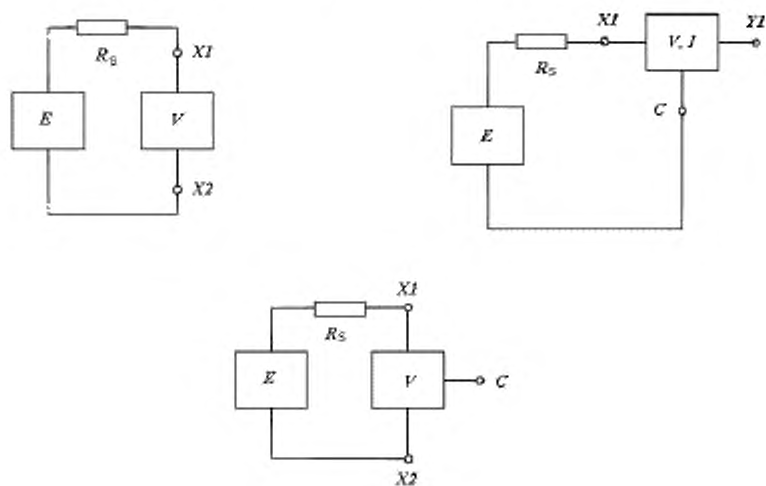 R_S X1
E V
X2
X1 V, I Y1
R_S
E C
X1
R_S
E V C
X2